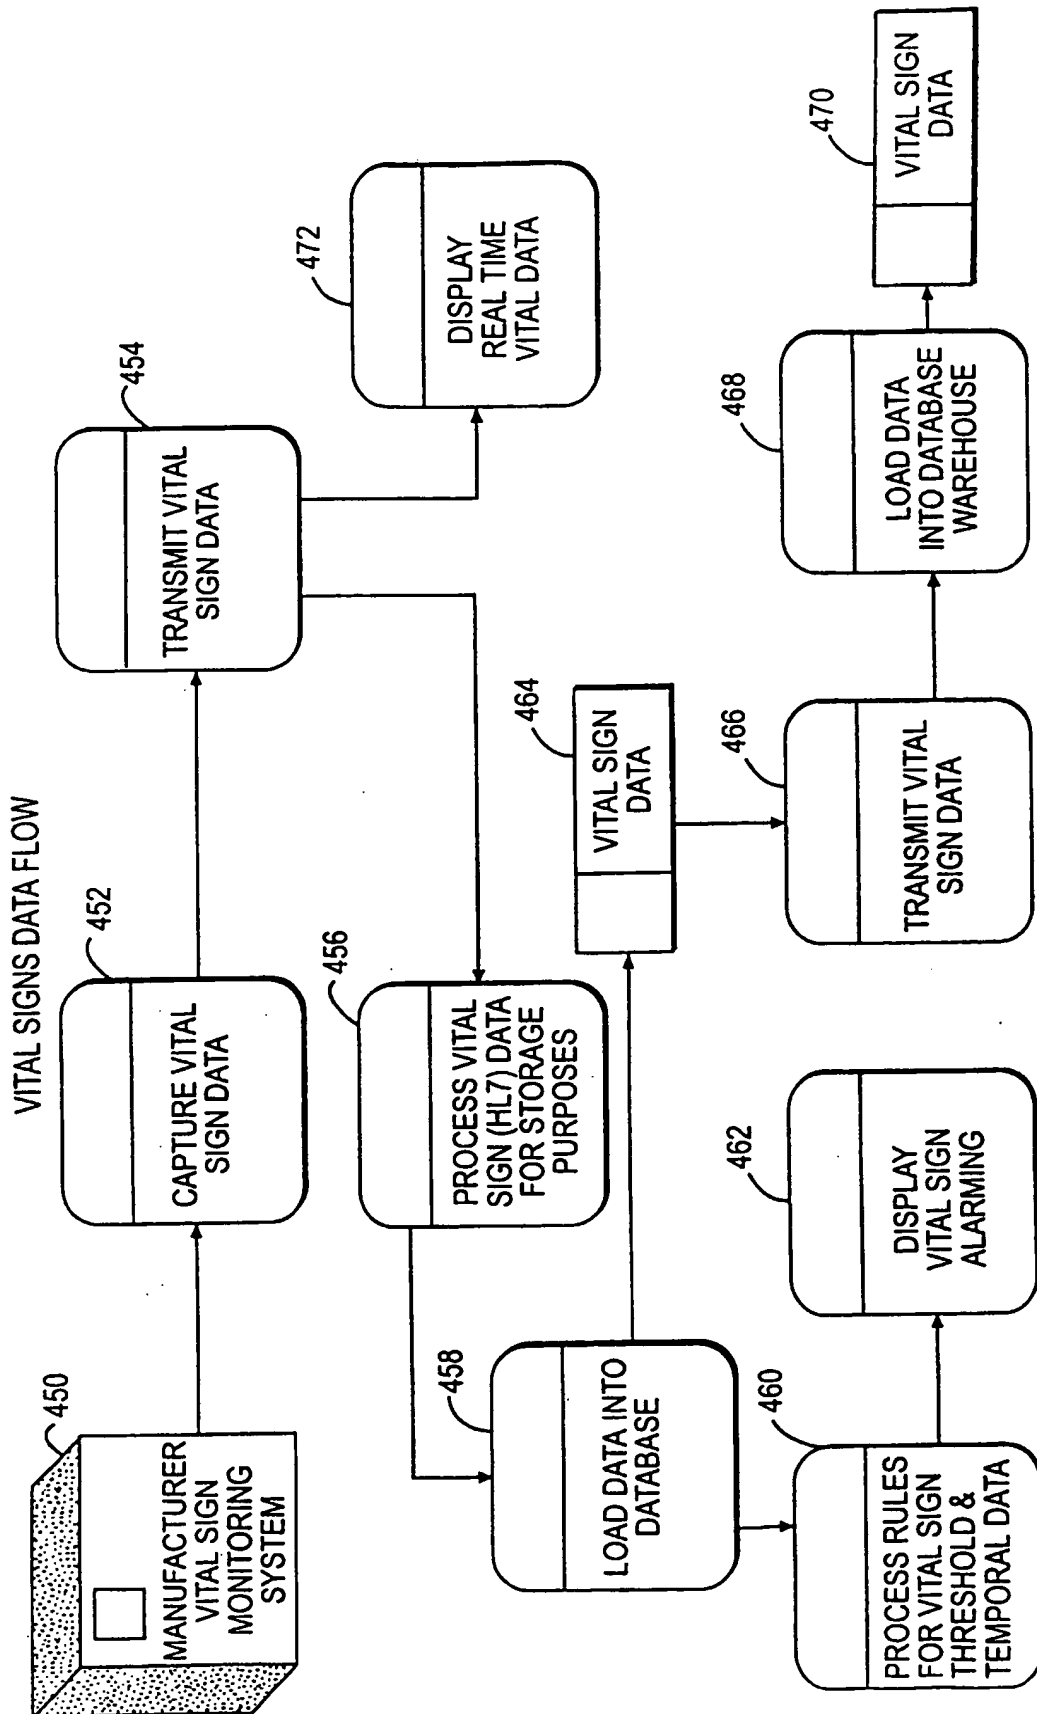 VITAL SIGNS DATA FLOW
450
MANUFACTURER
VITAL SIGN
MONITORING
SYSTEM
452
CAPTURE VITAL
SIGN DATA
454
TRANSMIT VITAL
SIGN DATA
472
DISPLAY
REAL TIME
VITAL DATA
456
PROCESS VITAL
SIGN (HL7) DATA
FOR STORAGE
PURPOSES
458
LOAD DATA INTO
DATABASE
464
VITAL SIGN
DATA
460
PROCESS RULES
FOR VITAL SIGN
THRESHOLD &
TEMPORAL DATA
462
DISPLAY
VITAL SIGN
ALARMING
466
TRANSMIT VITAL
SIGN DATA
468
LOAD DATA
INTO DATABASE
WAREHOUSE
470
VITAL SIGN
DATA